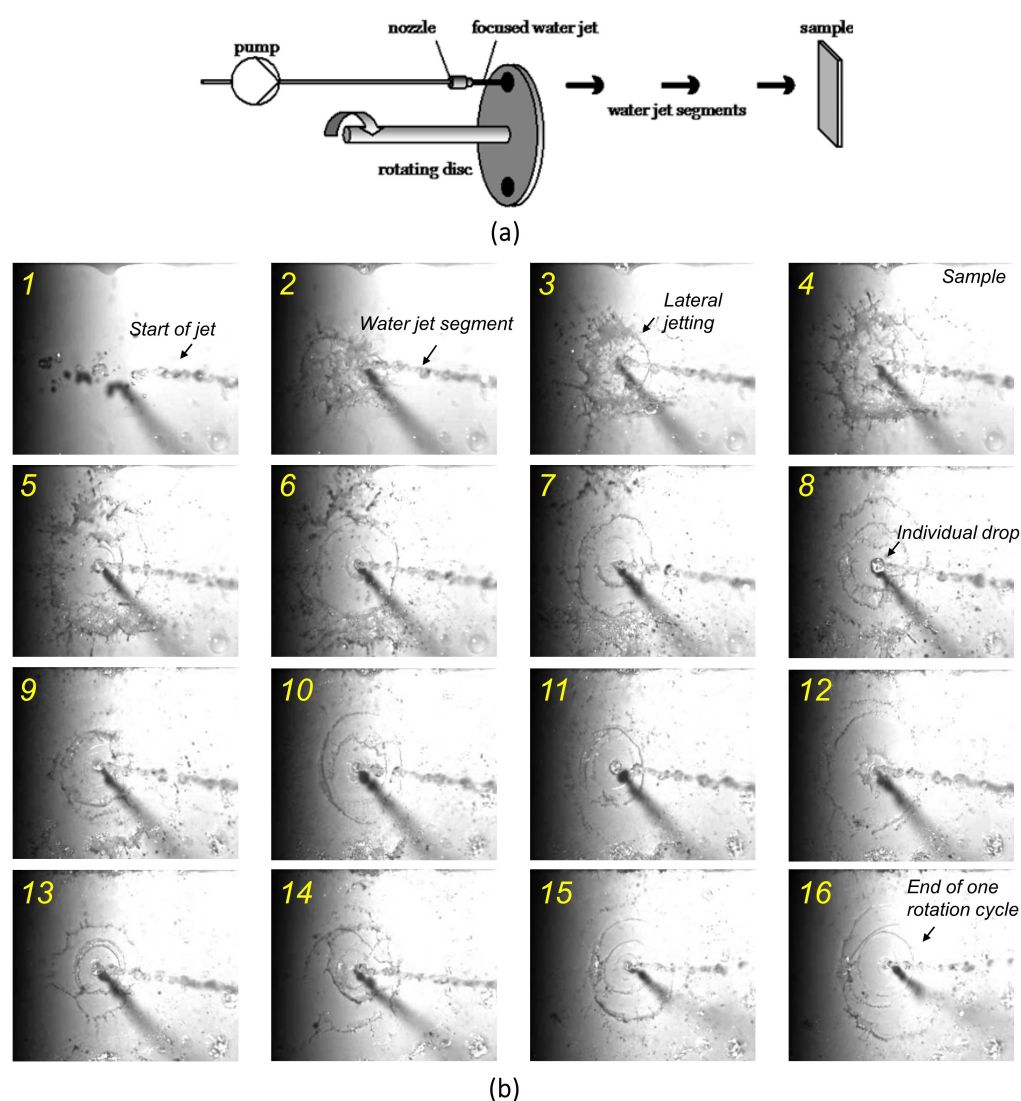 nozzle
focused water jet
sample
pump
water jet segments
rotating disc
(a)
1
Start of jet
2
Water jet segment
3
Lateral
jetting
4
Sample
5
6
7
8
Individual drop
9
10
11
12
13
14
15
16
End of one
rotation cycle
(b)